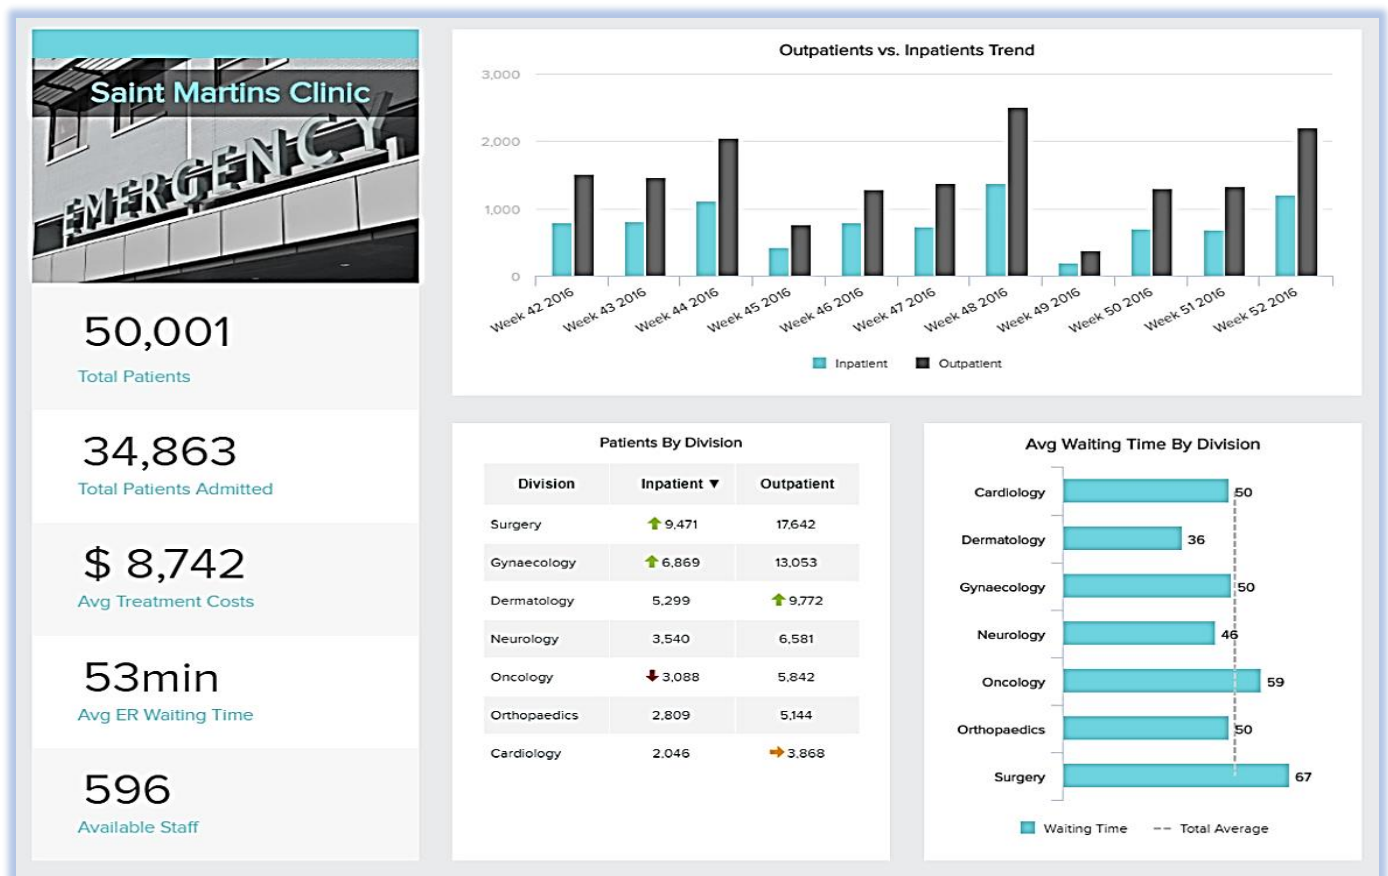 Saint Martins Clinic
EMERGENCY
50,001
Total Patients
34,863
Total Patients Admitted
$ 8,742
Avg Treatment Costs
53min
Avg ER Waiting Time
596
Available Staff
Outpatients vs. Inpatients Trend
3,000
2,000
1,000
0
Week 42 2016
Week 43 2016
Week 44 2016
Week 45 2016
Week 46 2016
Week 47 2016
Week 48 2016
Week 49 2016
Week 50 2016
Week 51 2016
Week 52 2016
Inpatient Outpatient
Patients By Division
Division Inpatient ▼ Outpatient
Surgery 9,471 17,642
Gynaecology 6,869 13,053
Dermatology 5,299 9,772
Neurology 3,540 6,581
Oncology 3,088 5,842
Orthopaedics 2,809 5,144
Cardiology 2,046 3,868
Avg Waiting Time By Division
Cardiology 50
Dermatology 36
Gynaecology 50
Neurology 46
Oncology 59
Orthopaedics 50
Surgery 67
Waiting Time Total Average